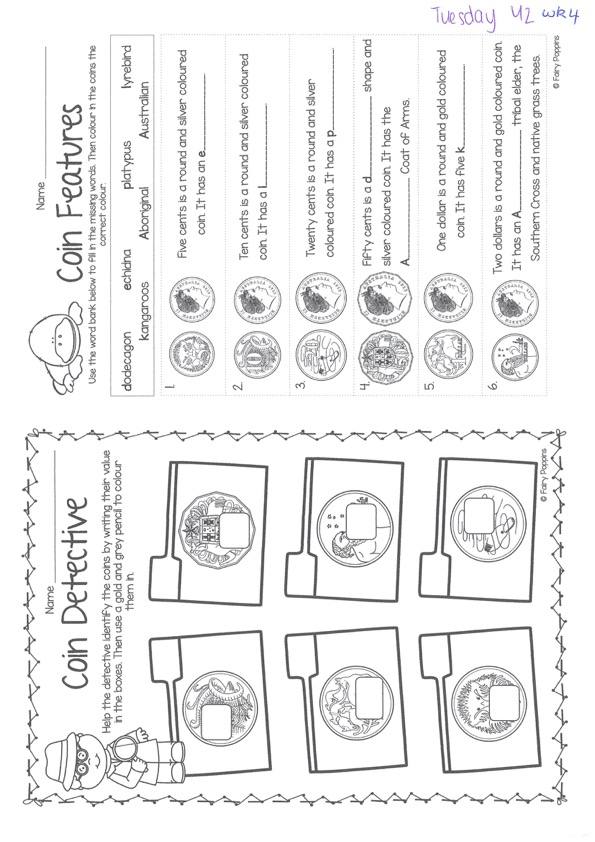 Tuesday wk4
Name
Coin Features
Use the word bank below to fill in the missing words. Then colour in the coins the
correct colour.
dodecagon echidna platypus lyrebird
kangaroos Aboriginal Australian
1.
Five cents is a round and silver coloured
coin. It has an e__________.
2.
Ten cents is a round and silver coloured
coin. It has a l__________.
3.
Twenty cents is a round and silver
coloured coin. It has a p__________.
4.
Fifty cents is a d__________ shape and
silver coloured coin. It has the
A__________ Coat of Arms.
5.
One dollar is a round and gold coloured
coin. It has five k__________.
6.
Two dollars is a round and gold coloured coin.
It has an A__________ tribal elder, the
Southern Cross and native grass trees.
© Fairy Poppins
Name
Coin Detective
Help the detective identify the coins by writing their value
in the boxes. Then use a gold and grey pencil to colour
them in.
© Fairy Poppins